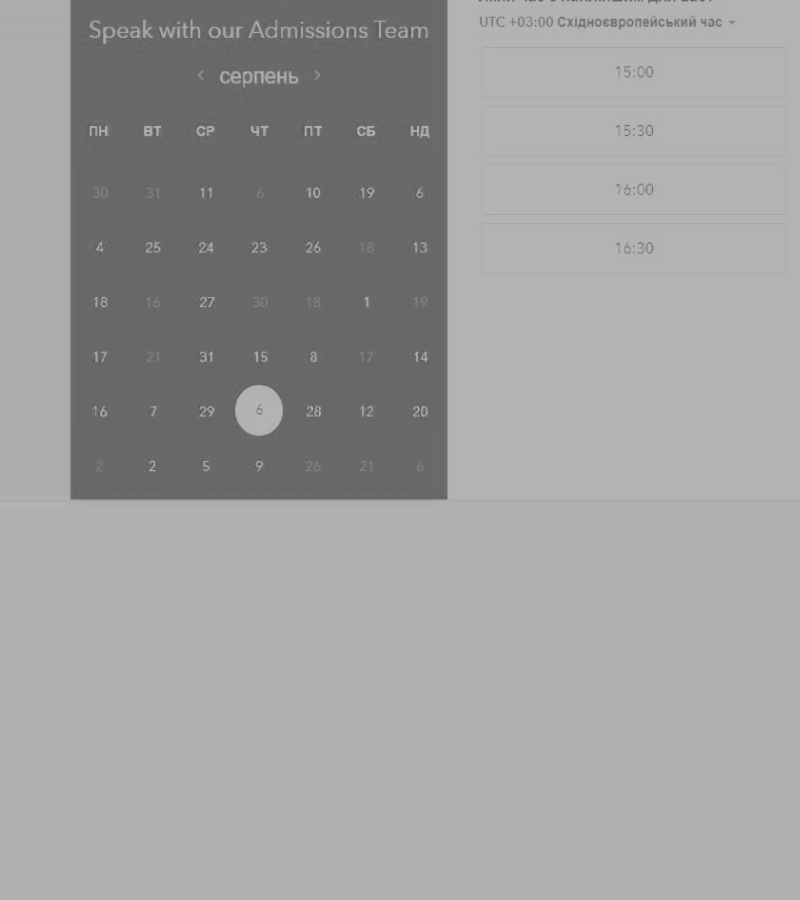 Speak with our Admissions Team
серпень
ПН ВТ СР ЧТ ПТ СБ НД
30 31 11 6 10 19 6
4 25 24 23 26 18 13
18 16 27 30 18 1 19
17 21 31 15 8 17 14
16 7 29 6 28 12 20
2 2 5 9 26 21 6
UTC +03:00 Східноєвропейський час
15:00
15:30
16:00
16:30